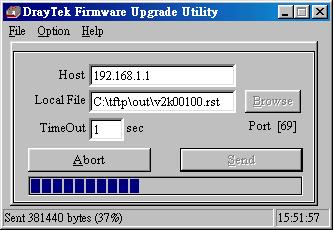 DrayTek Firmware Upgrade Utility
File Option Help
Host 192.168.1.1
Local File C:\tftp\out\v2k00100.rst Browse
TimeOut 1 sec Port [69]
Abort Send
Sent 381440 bytes (37%) 15:51:57